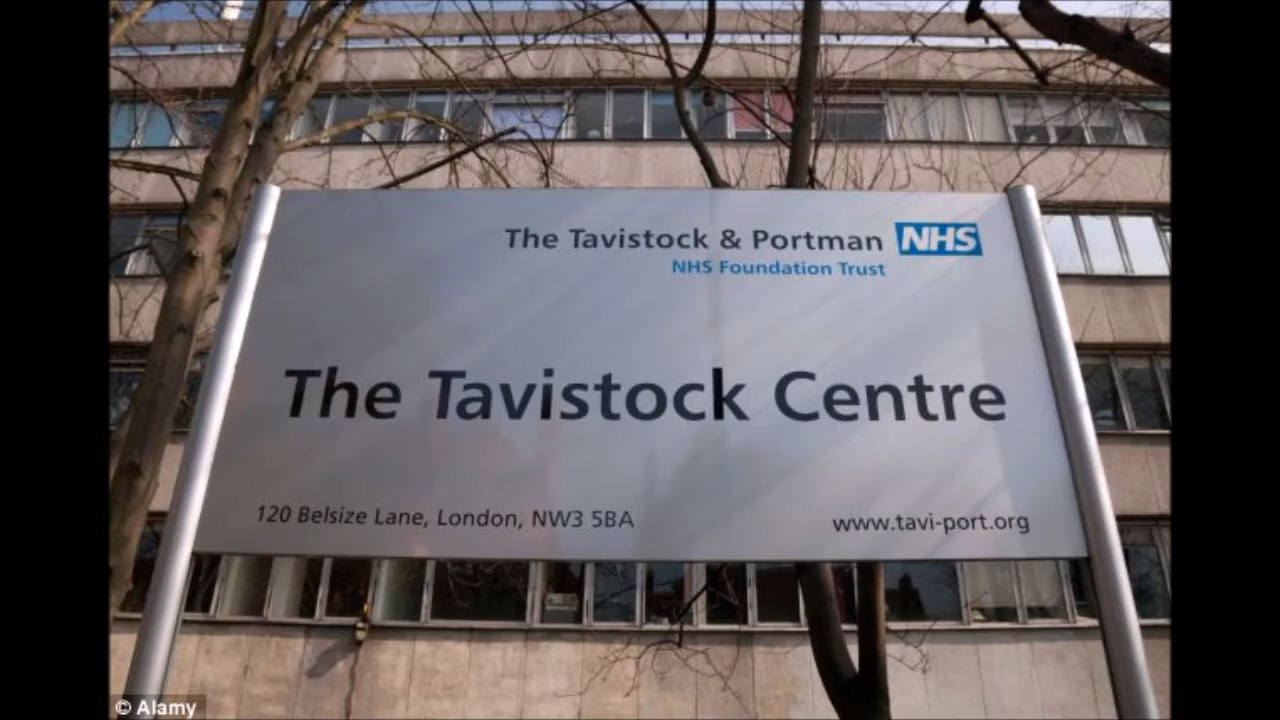 The Tavistock & Portman NHS
NHS Foundation Trust
The Tavistock Centre
120 Belsize Lane, London, NW3 5BA
www.tavi-port.org
© Alamy